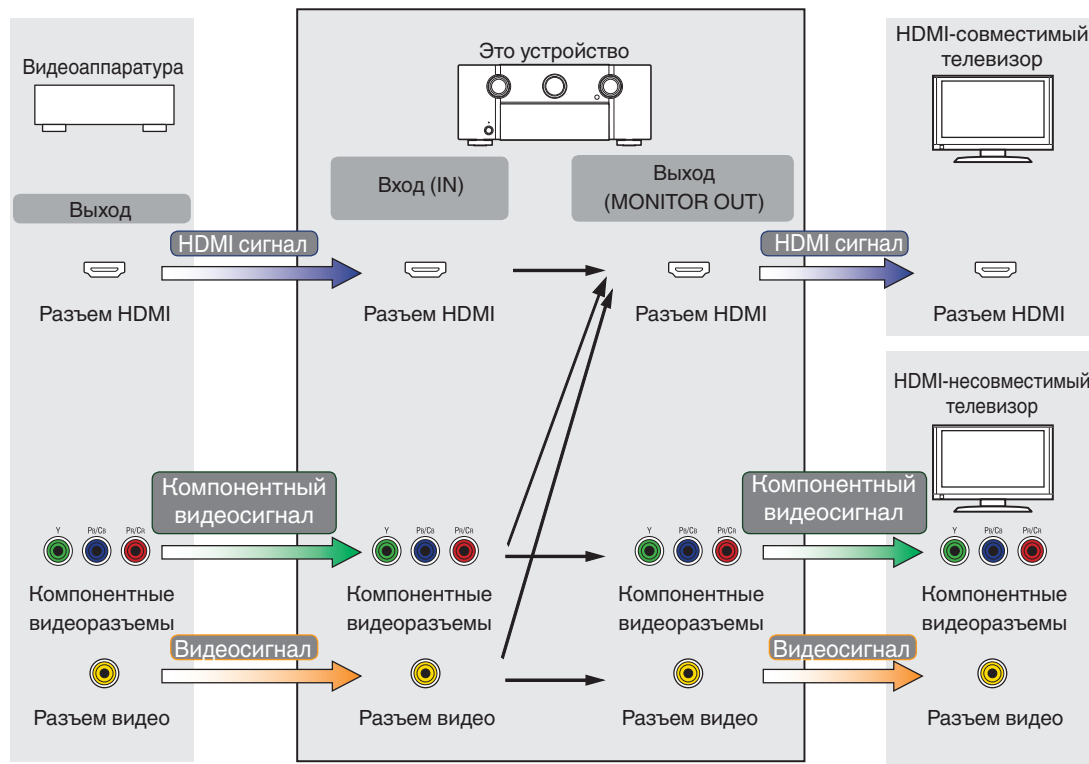 Видеоаппаратура
Выход
Разъем HDMI
Y
PB/CB
PR/CR
Компонентные
видеоразъемы
Разъем видео
HDMI сигнал
Компонентный
видеосигнал
Видеосигнал
Это устройство
Вход (IN)
Разъем HDMI
Y
PB/CB
PR/CR
Компонентные
видеоразъемы
Разъем видео
Выход
(MONITOR OUT)
Разъем HDMI
Y
PB/CB
PR/CR
Компонентные
видеоразъемы
Разъем видео
HDMI сигнал
Компонентный
видеосигнал
Видеосигнал
HDMI-совместимый
телевизор
Разъем HDMI
HDMI-несовместимый
телевизор
Y
PB/CB
PR/CR
Компонентные
видеоразъемы
Разъем видео